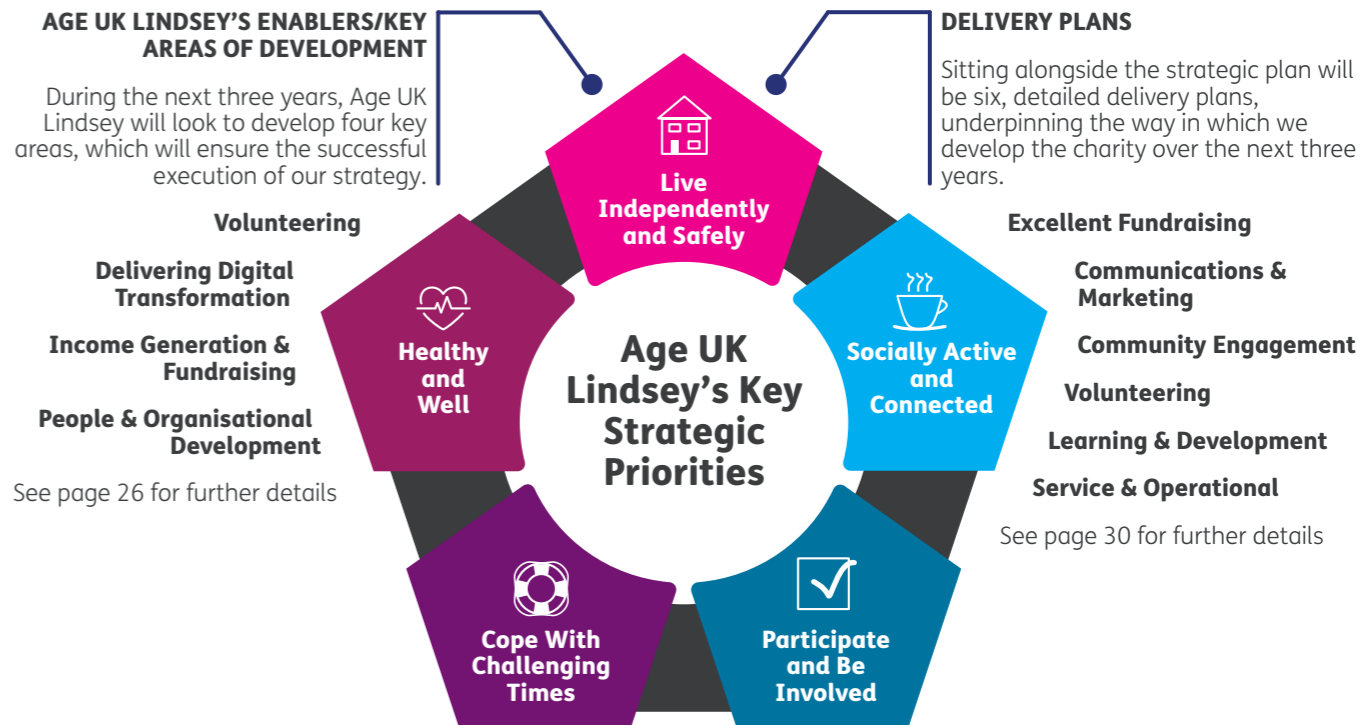 AGE UK LINDSEY’S ENABLERS/KEY
AREAS OF DEVELOPMENT
During the next three years, Age UK
Lindsey will look to develop four key
areas, which will ensure the successful
execution of our strategy.
Volunteering
Delivering Digital
Transformation
Income Generation &
Fundraising
People & Organisational
Development
See page 26 for further details
DELIVERY PLANS
Sitting alongside the strategic plan will
be six, detailed delivery plans,
underpinning the way in which we
develop the charity over the next three
years.
Excellent Fundraising
Communications &
Marketing
Community Engagement
Volunteering
Learning & Development
Service & Operational
See page 30 for further details
Age UK
Lindsey’s Key
Strategic
Priorities
Live
Independently
and Safely
Socially Active
and
Connected
Participate
and Be
Involved
Cope With
Challenging
Times
Healthy
and
Well